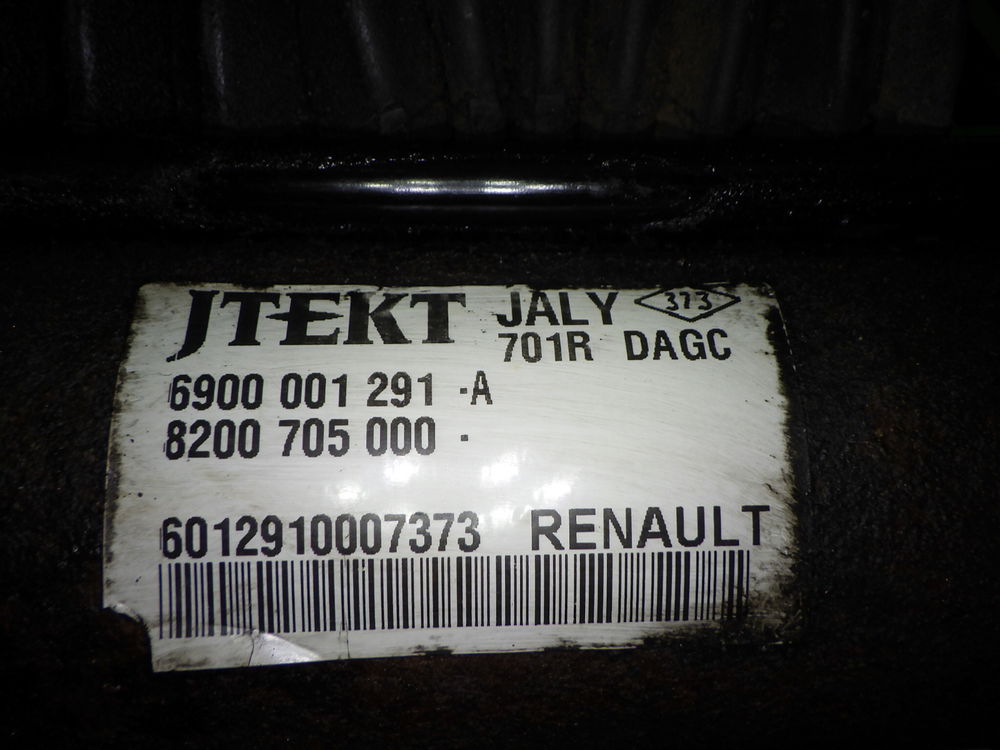 JTEKT JALY 373
701R DAGC
6900 001 291 -A
8200 705 000 -
6012910007373 RENAULT